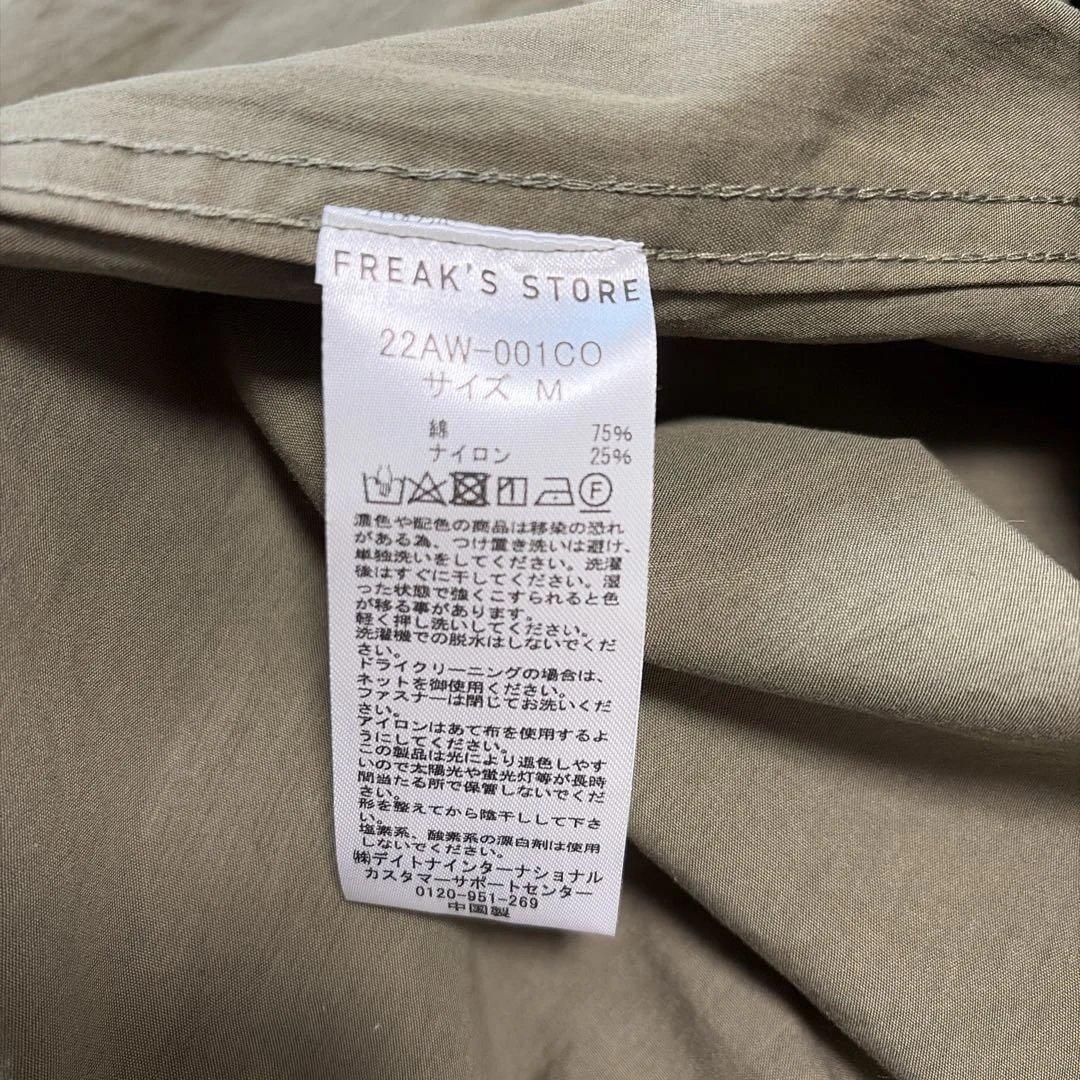 FREAK'S STORE
22AW-001CO
サイズ M
綿 75%
ナイロン 25%
F
濃色や配色の商品は移染の恐れ
がある為、つけ置き洗いは避け、
単独洗いをしてください。洗濯
後はすぐに干してください。湿
った状態で強くこすられると色
が移る事があります。
軽く押し洗いしてください。
洗濯機での脱水はしないでくだ
さい。
ドライクリーニングの場合は、
ネットを御使用ください。
ファスナーは閉じてお洗いくだ
さい。
アイロンはあて布を使用するよ
うにしてください。
この製品は光により退色しやす
いので太陽光や蛍光灯等が長時
間当たる所で保管しないでくだ
さい。
形を整えてから陰干しして下さ
い。
塩素系、酸素系の漂白剤は使用
しないでください。
㈱デイトナインターナショナル
カスタマーサポートセンター
0120-951-269
中国製